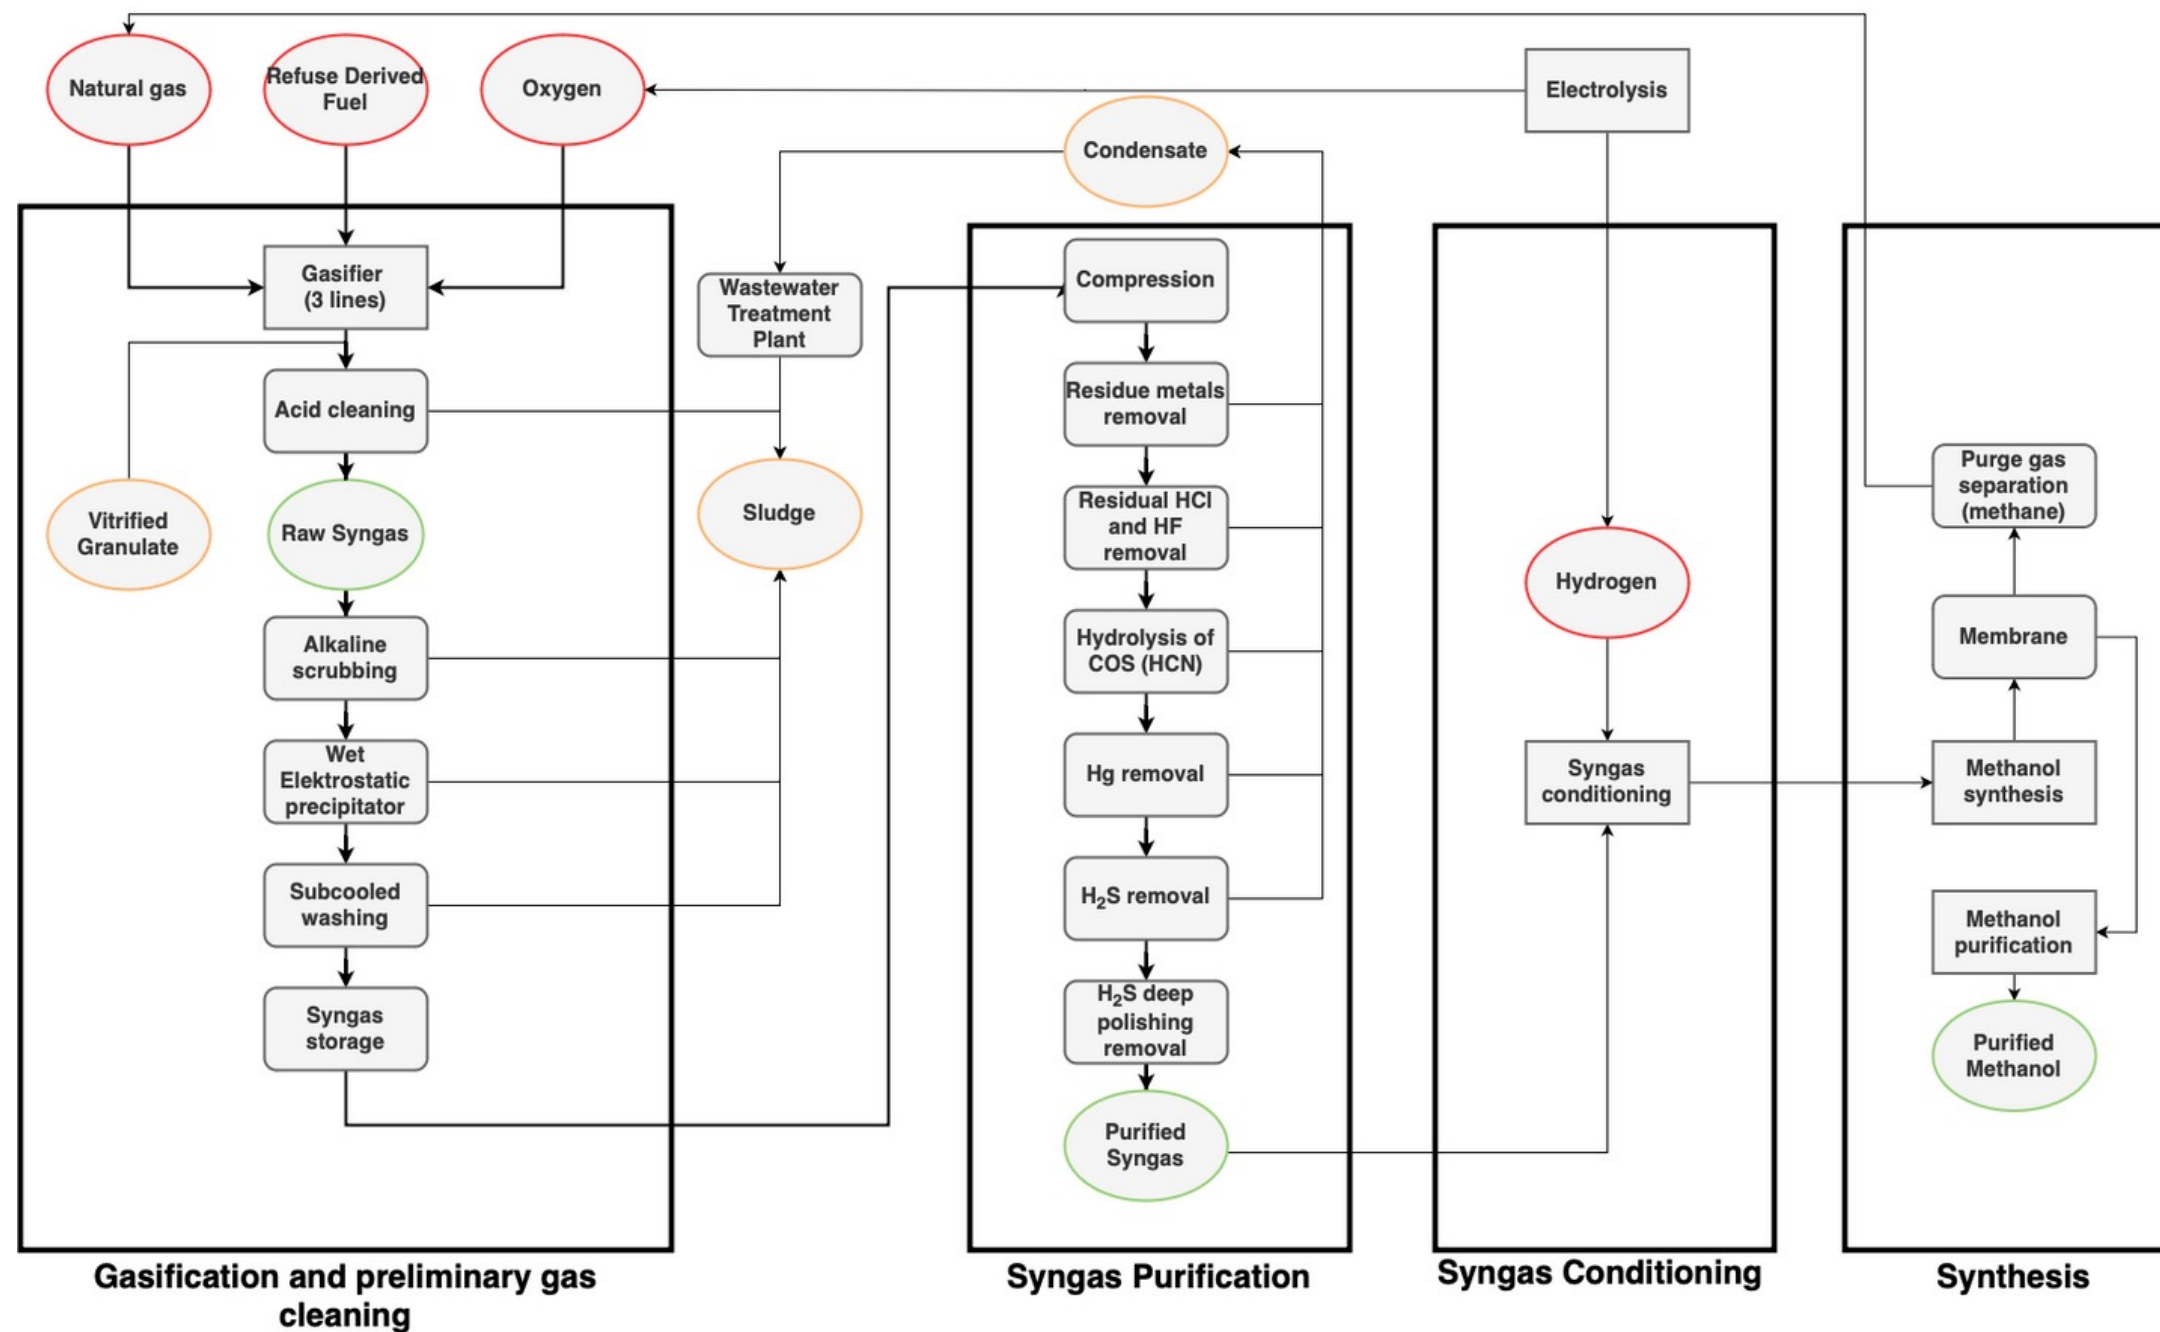 Natural gas
Refuse Derived
Fuel
Oxygen
Electrolysis
Condensate
Gasifier
(3 lines)
Acid cleaning
Vitrified
Granulate
Raw Syngas
Alkaline
scrubbing
Wet
Elektrostatic
precipitator
Subcooled
washing
Syngas
storage
Wastewater
Treatment
Plant
Sludge
Compression
Residue metals
removal
Residual HCl
and HF
removal
Hydrolysis of
COS (HCN)
Hg removal
H₂S removal
H₂S deep
polishing
removal
Purified
Syngas
Hydrogen
Syngas
conditioning
Purge gas
separation
(methane)
Membrane
Methanol
synthesis
Methanol
purification
Purified
Methanol
Gasification and preliminary gas
cleaning
Syngas Purification
Syngas Conditioning
Synthesis